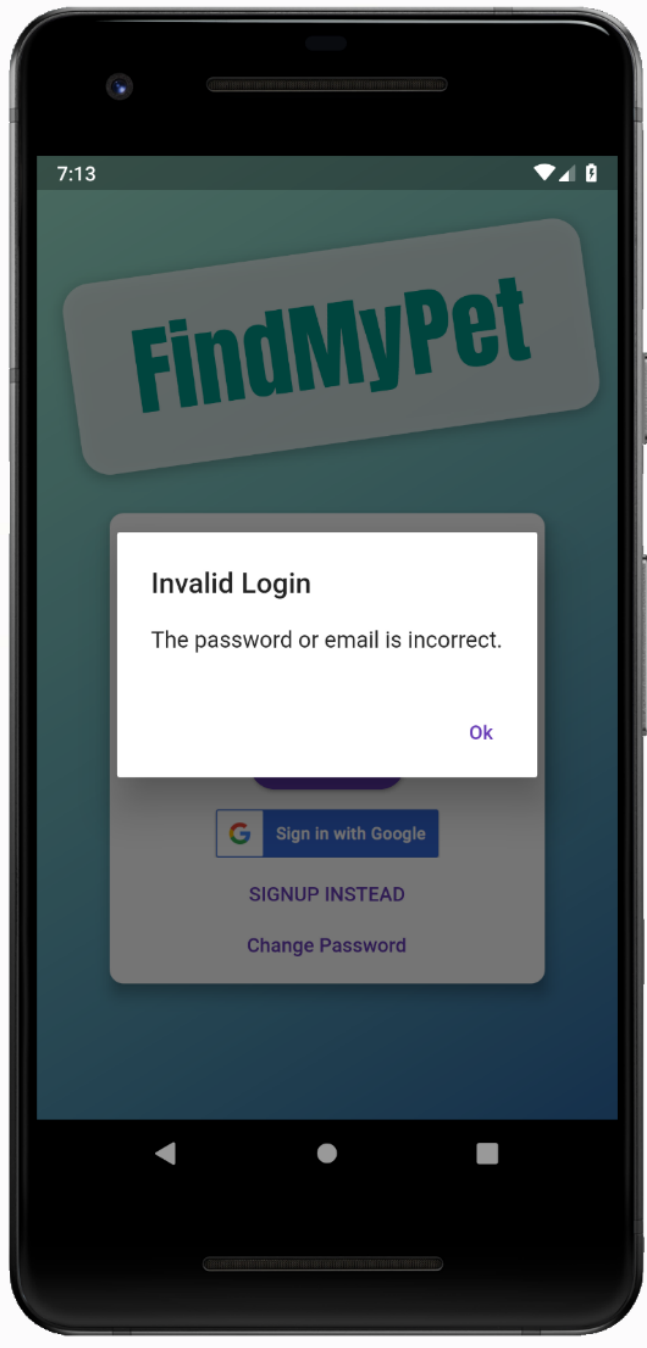 7:13
FindMyPet
Invalid Login
The password or email is incorrect.
Ok
G Sign in with Google
SIGNUP INSTEAD
Change Password